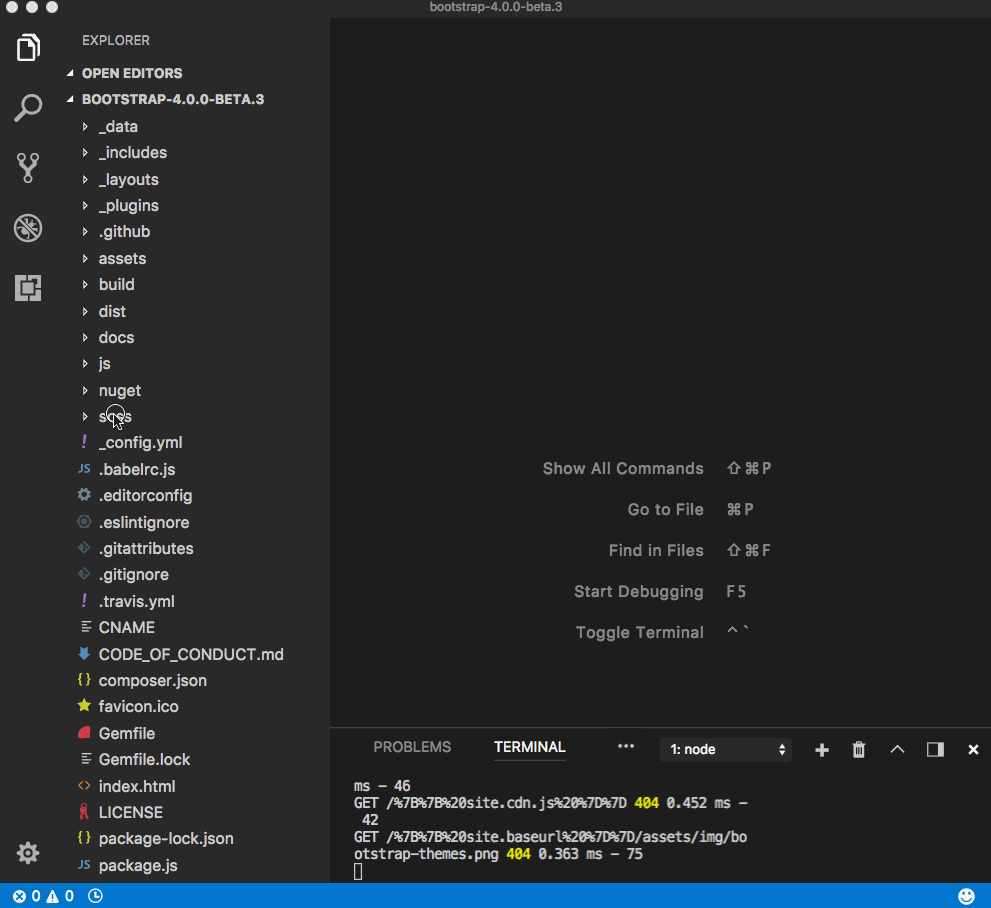 bootstrap-4.0.0-beta.3
EXPLORER
OPEN EDITORS
BOOTSTRAP-4.0.0-BETA.3
_data
_includes
_layouts
_plugins
.github
assets
build
dist
docs
js
nuget
scss
! _config.yml
JS .babelrc.js
.editorconfig
.eslintignore
.gitattributes
.gitignore
! .travis.yml
CNAME
CODE_OF_CONDUCT.md
{} composer.json
favicon.ico
Gemfile
Gemfile.lock
<> index.html
LICENSE
{} package-lock.json
JS package.js
Show All Commands ⇧⌘P
Go to File ⌘P
Find in Files ⇧⌘F
Start Debugging F5
Toggle Terminal ^`
PROBLEMS TERMINAL ••• 1: node
ms - 46
GET /%7B%7B%20site.cdn.js%20%7D%7D 404 0.452 ms -
42
GET /%7B%7B%20site.baseurl%20%7D%7D/assets/img/bo
otstrap-themes.png 404 0.363 ms - 75
0 0